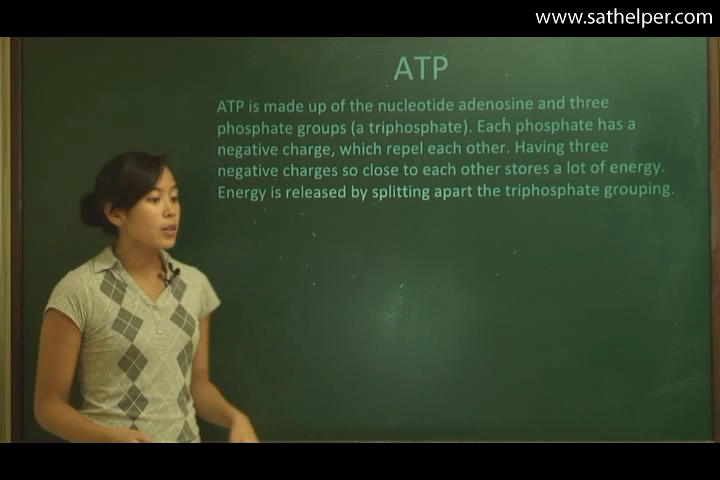 www.sathelper.com
ATP
ATP is made up of the nucleotide adenosine and three
phosphate groups (a triphosphate). Each phosphate has a
negative charge, which repel each other. Having three
negative charges so close to each other stores a lot of energy.
Energy is released by splitting apart the triphosphate grouping.